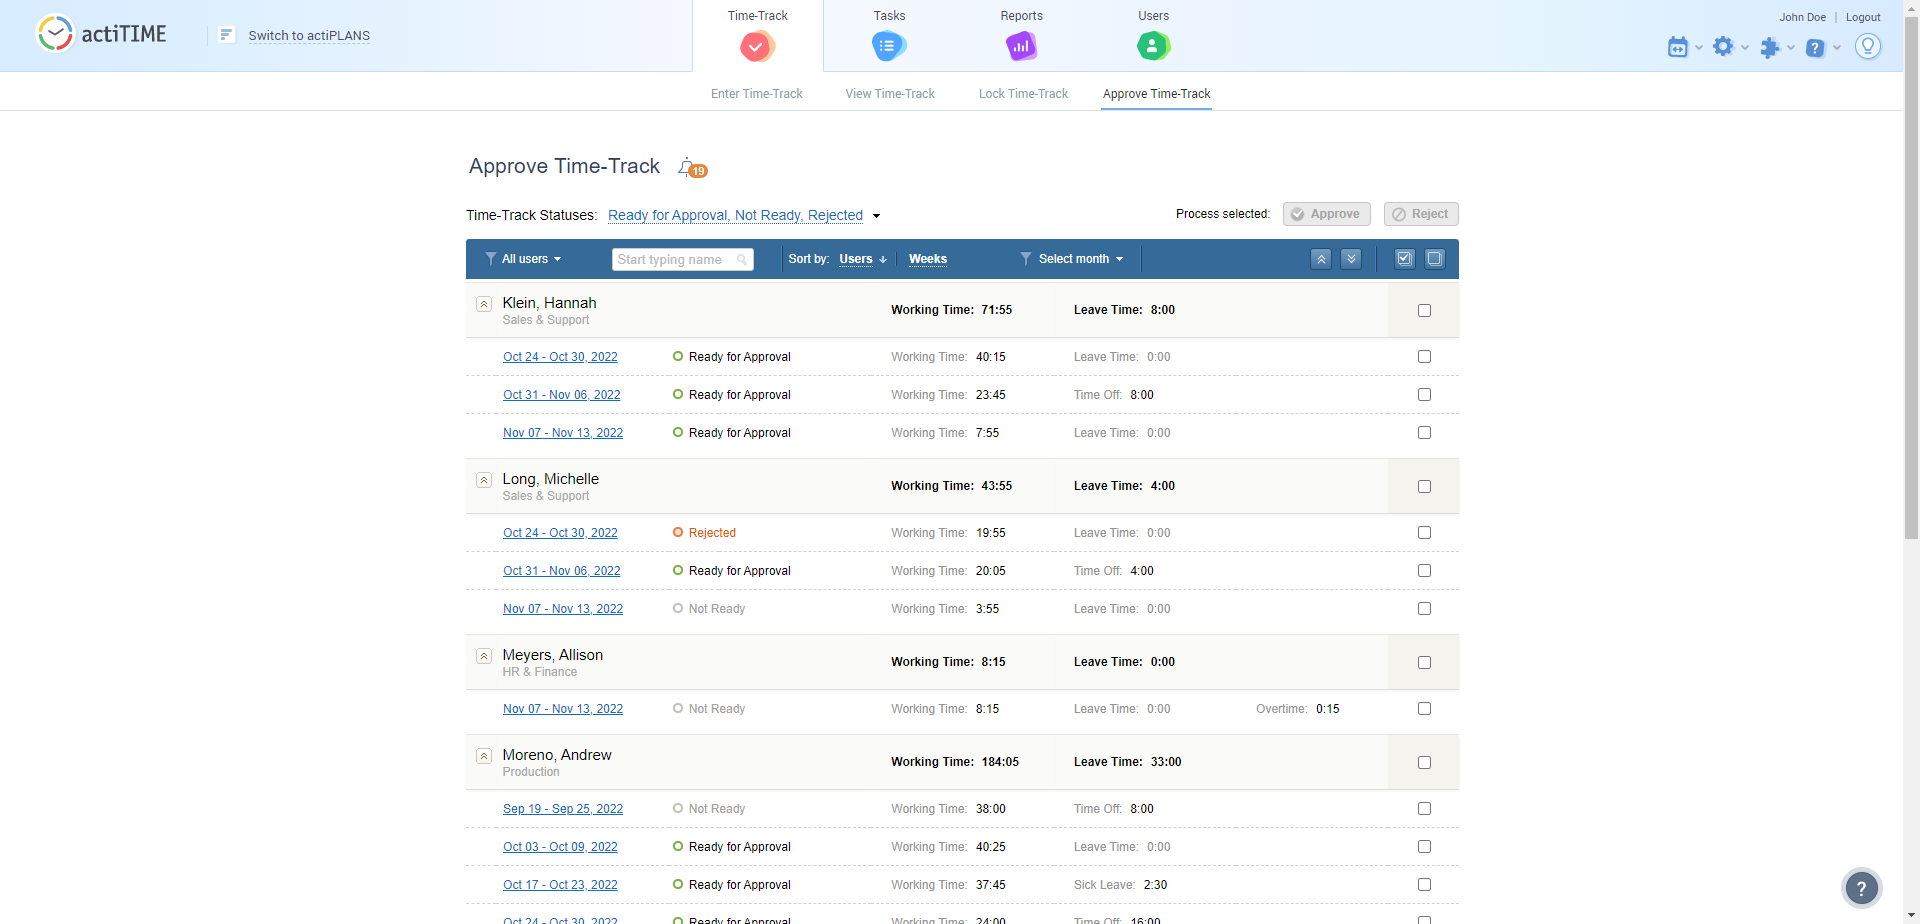 actiTIME
Switch to actiPLANS
Time-Track
Tasks
Reports
Users
John Doe | Logout
Enter Time-Track
View Time-Track
Lock Time-Track
Approve Time-Track
Approve Time-Track 19
Time-Track Statuses: Ready for Approval, Not Ready, Rejected
Process selected: Approve Reject
All users Start typing name Sort by: Users Weeks Select month
Klein, Hannah Working Time: 71:55 Leave Time: 8:00
Sales & Support
Oct 24 - Oct 30, 2022 Ready for Approval Working Time: 40:15 Leave Time: 0:00
Oct 31 - Nov 06, 2022 Ready for Approval Working Time: 23:45 Time Off: 8:00
Nov 07 - Nov 13, 2022 Ready for Approval Working Time: 7:55 Leave Time: 0:00
Long, Michelle Working Time: 43:55 Leave Time: 4:00
Sales & Support
Oct 24 - Oct 30, 2022 Rejected Working Time: 19:55 Leave Time: 0:00
Oct 31 - Nov 06, 2022 Ready for Approval Working Time: 20:05 Time Off: 4:00
Nov 07 - Nov 13, 2022 Not Ready Working Time: 3:55 Leave Time: 0:00
Meyers, Allison Working Time: 8:15 Leave Time: 0:00
HR & Finance
Nov 07 - Nov 13, 2022 Not Ready Working Time: 8:15 Leave Time: 0:00 Overtime: 0:15
Moreno, Andrew Working Time: 184:05 Leave Time: 33:00
Production
Sep 19 - Sep 25, 2022 Not Ready Working Time: 38:00 Time Off: 8:00
Oct 03 - Oct 09, 2022 Ready for Approval Working Time: 40:25 Leave Time: 0:00
Oct 17 - Oct 23, 2022 Ready for Approval Working Time: 37:45 Sick Leave: 2:30
Oct 24 - Oct 30, 2022 Ready for Approval Working Time: 24:00 Time Off: 16:00
?